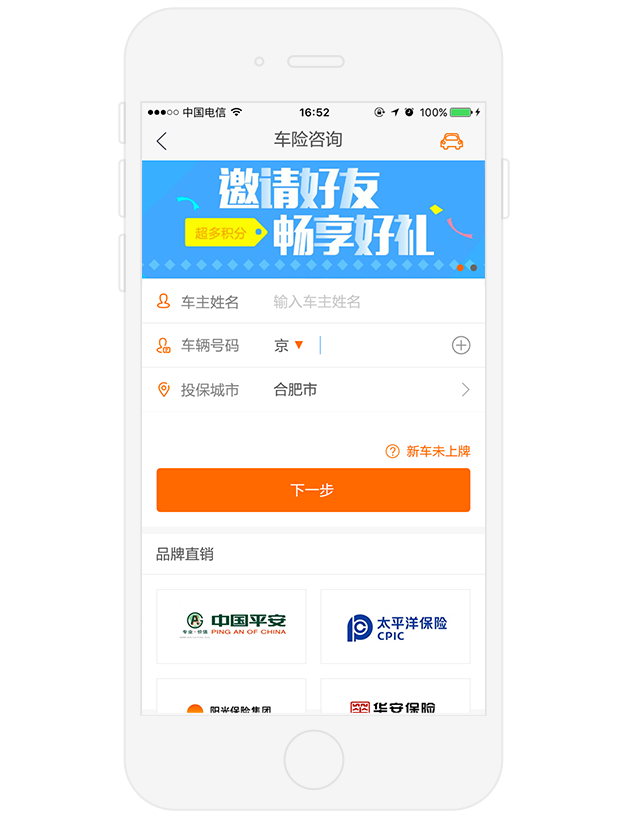 中国电信 16:52 100%
车险咨询
邀请好友
超多积分
畅享好礼
车主姓名 输入车主姓名
车辆号码 京
投保城市 合肥市
新车未上牌
下一步
品牌直销
中国平安
专业·价值 PING AN OF CHINA
太平洋保险
CPIC
阳光保险集团
华安保险